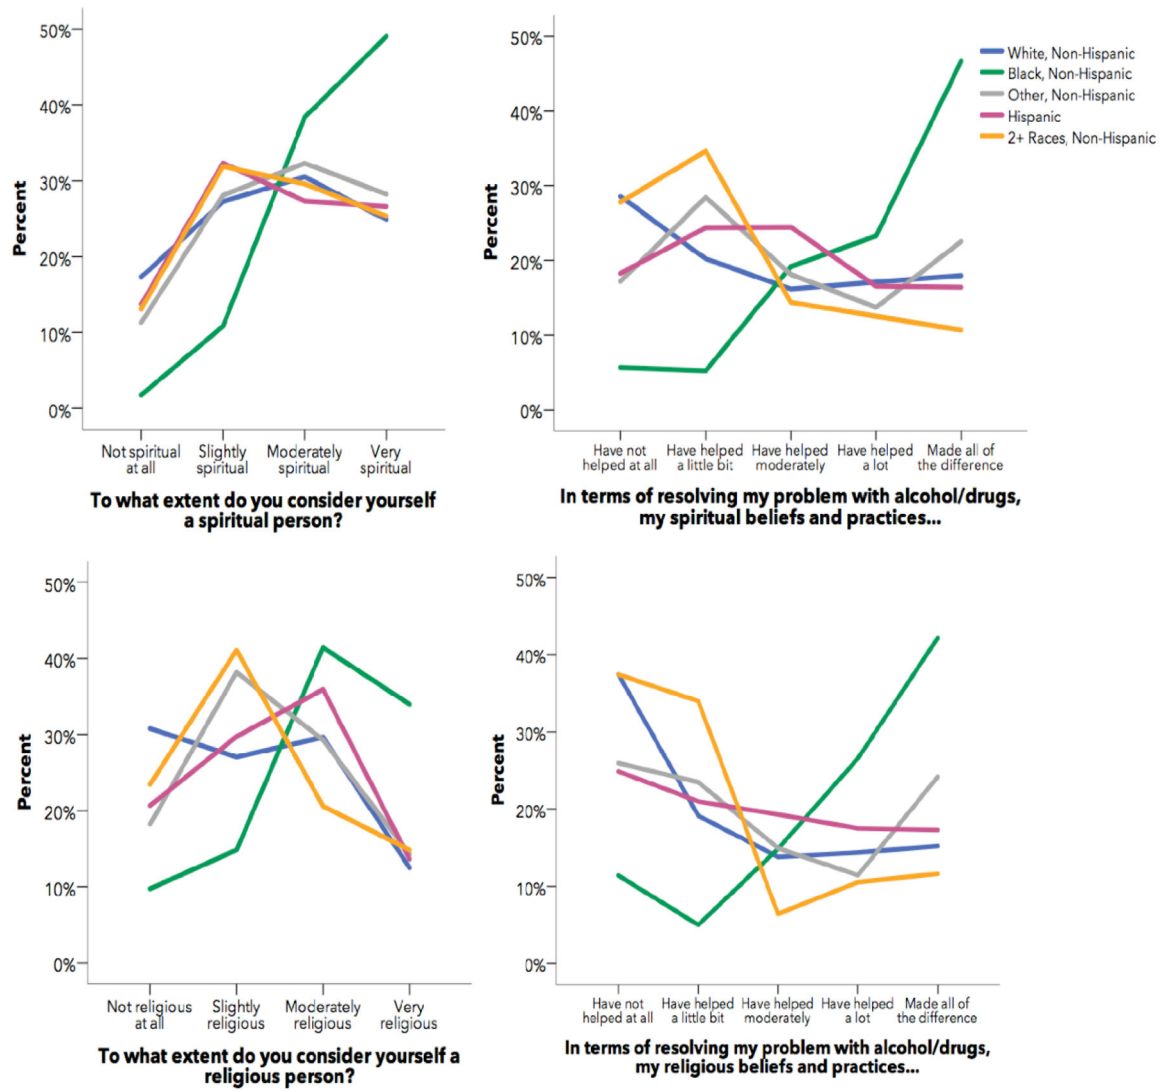 50%
40%
30%
20%
10%
0%
Percent
Not spiritual
at all
Slightly
spiritual
Moderately
spiritual
Very
spiritual
To what extent do you consider yourself
a spiritual person?
50%
40%
30%
20%
10%
0%
Percent
White, Non-Hispanic
Black, Non-Hispanic
Other, Non-Hispanic
Hispanic
2+ Races, Non-Hispanic
Have not
helped at all
Have helped
a little bit
Have helped
moderately
Have helped
a lot
Made all of
the difference
In terms of resolving my problem with alcohol/drugs,
my spiritual beliefs and practices...
50%
40%
30%
20%
10%
0%
Percent
Not religious
at all
Slightly
religious
Moderately
religious
Very
religious
To what extent do you consider yourself a
religious person?
50%
40%
30%
20%
10%
0%
Percent
Have not
helped at all
Have helped
a little bit
Have helped
moderately
Have helped
a lot
Made all of
the difference
In terms of resolving my problem with alcohol/drugs,
my religious beliefs and practices...